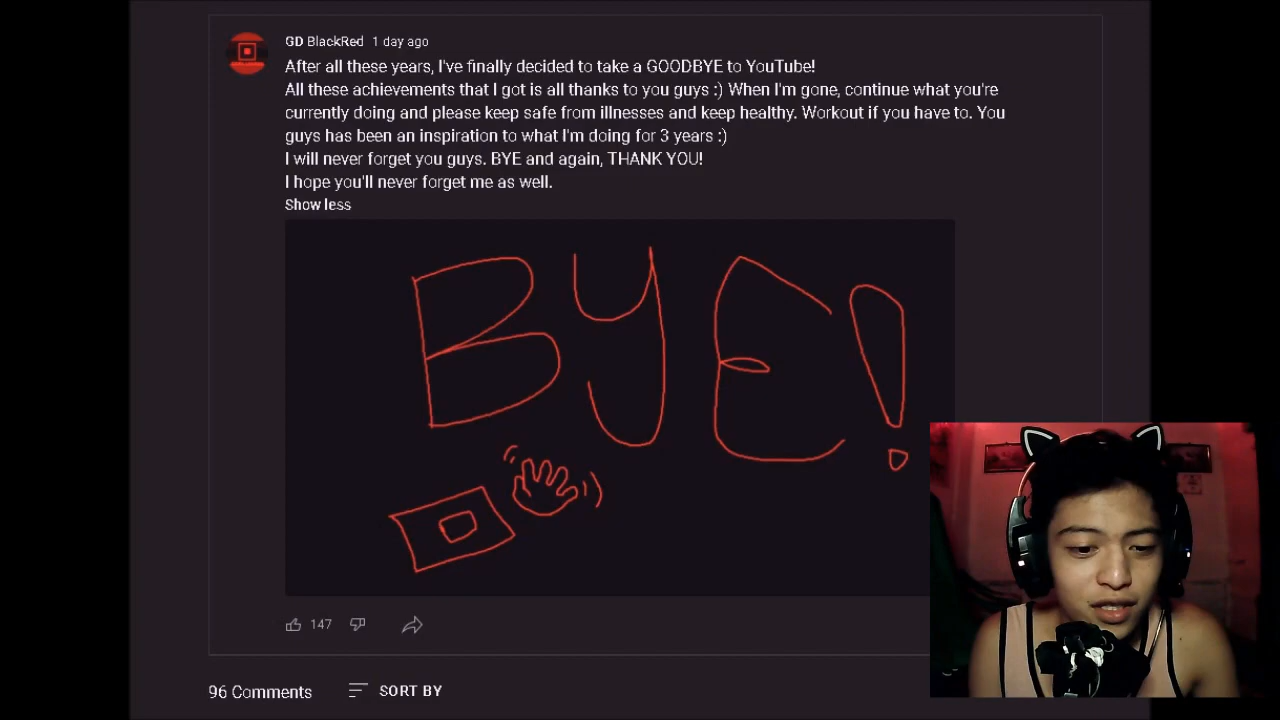 GD BlackRed 1 day ago
After all these years, I've finally decided to take a GOODBYE to YouTube!
All these achievements that I got is all thanks to you guys :) When I'm gone, continue what you're
currently doing and please keep safe from illnesses and keep healthy. Workout if you have to. You
guys has been an inspiration to what I'm doing for 3 years :)
I will never forget you guys. BYE and again, THANK YOU!
I hope you'll never forget me as well.
Show less
BYE!
147
96 Comments SORT BY